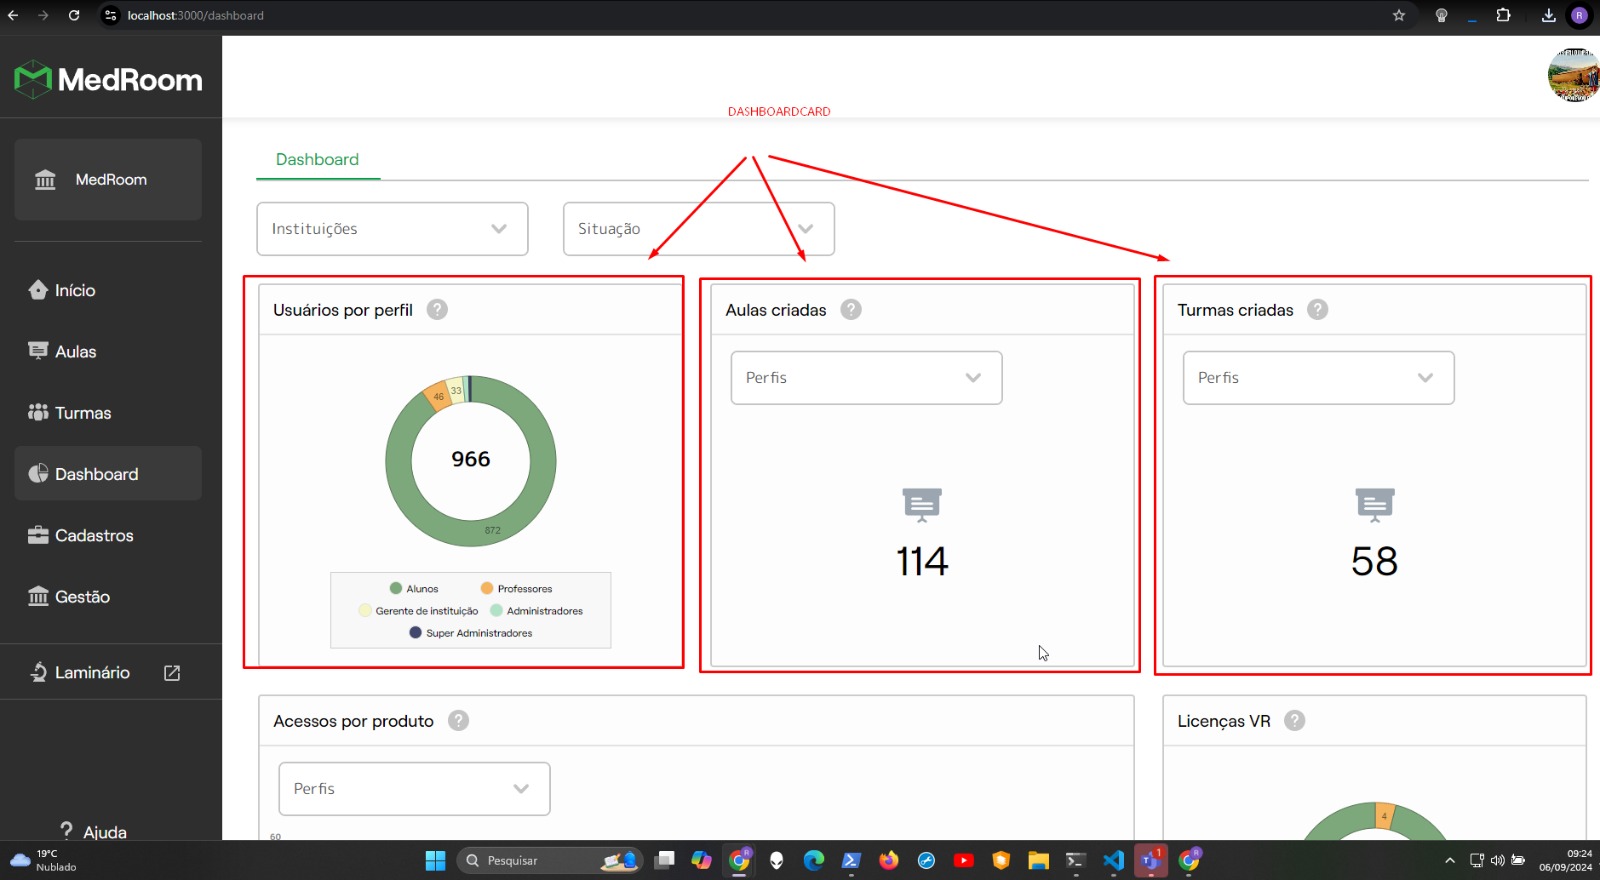 localhost:3000/dashboard
R
MedRoom
DASHBOARDCARD
MedRoom
Dashboard
Instituições
Situação
Início
Aulas
Turmas
Dashboard
Cadastros
Gestão
Laminário
Ajuda
Usuários por perfil ?
46
33
966
872
Alunos
Professores
Gerente de instituição
Administradores
Super Administradores
Aulas criadas ?
Perfis
114
Turmas criadas ?
Perfis
58
Acessos por produto ?
Perfis
60
Licenças VR ?
4
19°C
Nublado
Pesquisar
1
09:24
06/09/2024